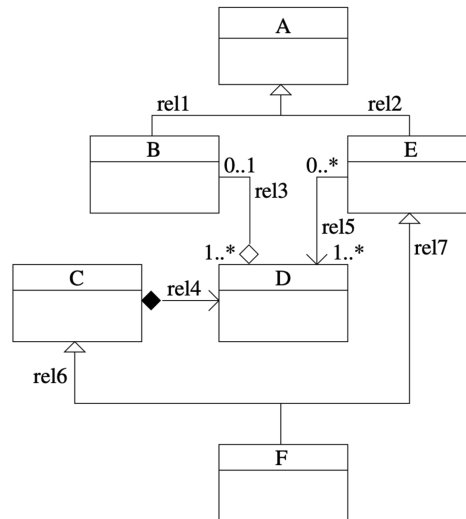 A
rel1 rel2
B E
0..1 0..*
rel3
rel5 rel7
1..* 1..*
C D
rel4
rel6
F